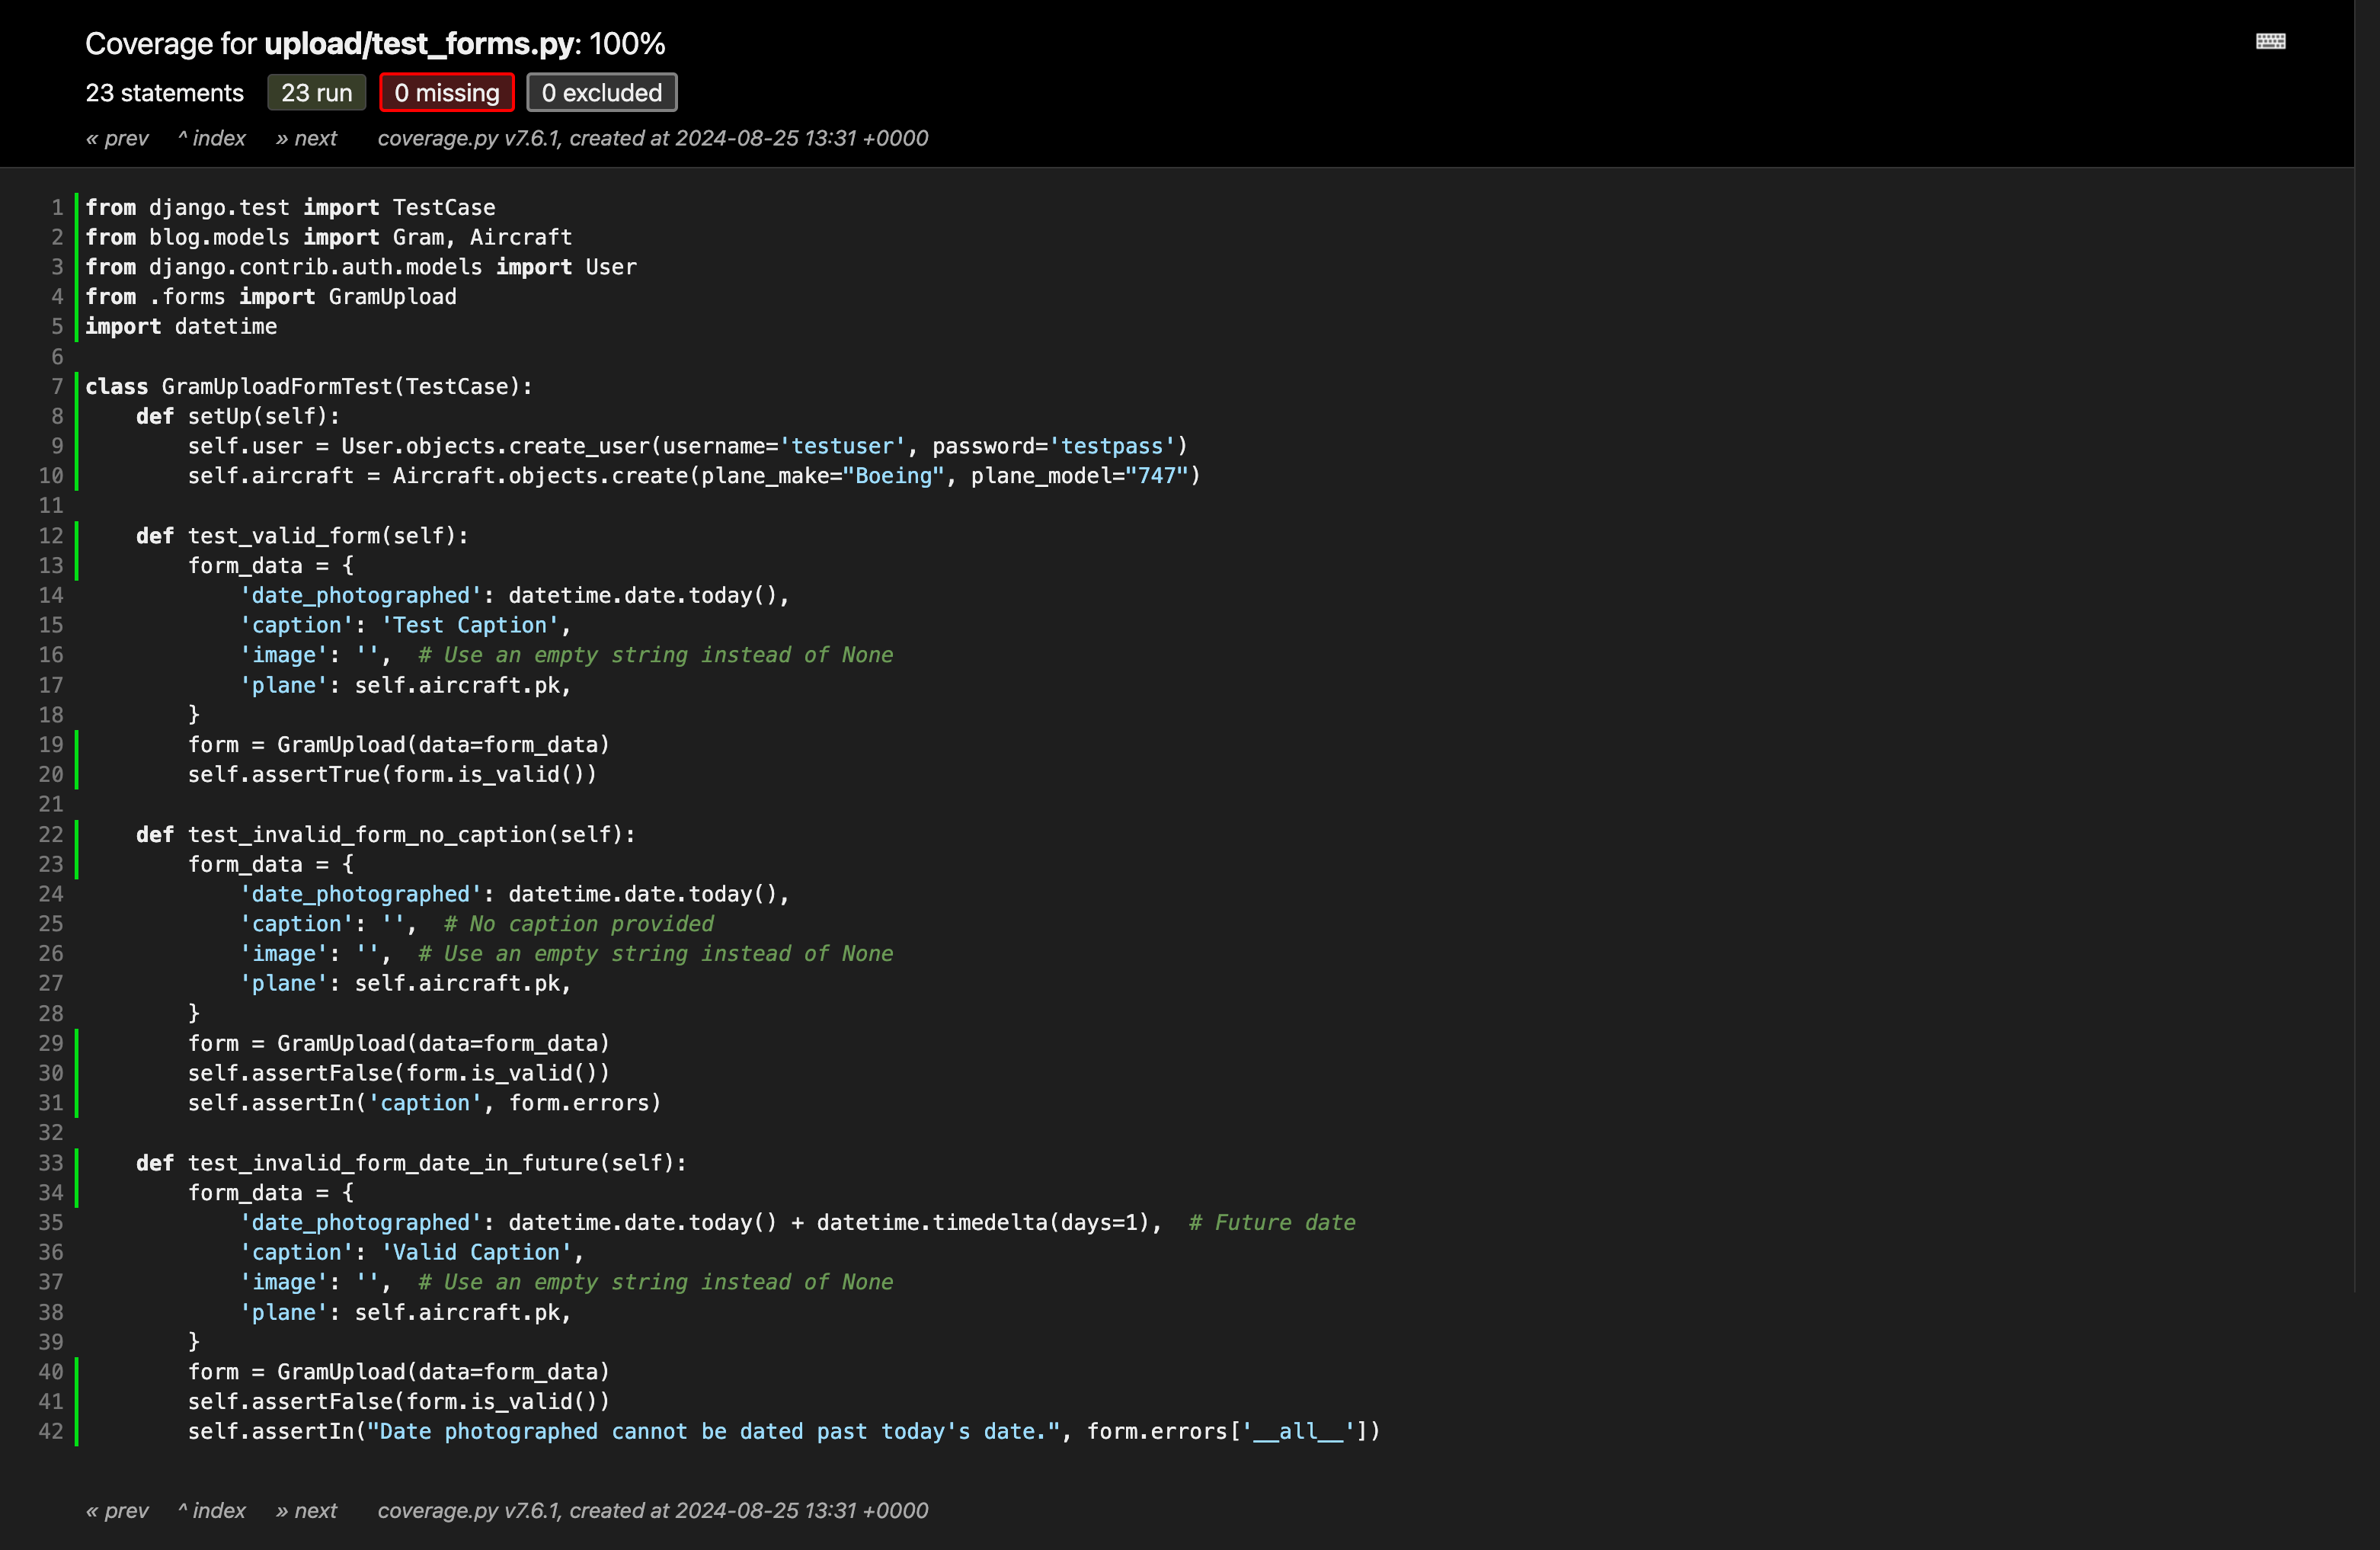 Coverage for upload/test_forms.py: 100%
23 statements 23 run 0 missing 0 excluded
« prev ^ index » next coverage.py v7.6.1, created at 2024-08-25 13:31 +0000
1 from django.test import TestCase
2 from blog.models import Gram, Aircraft
3 from django.contrib.auth.models import User
4 from .forms import GramUpload
5 import datetime
6
7 class GramUploadFormTest(TestCase):
8     def setUp(self):
9         self.user = User.objects.create_user(username='testuser', password='testpass')
10         self.aircraft = Aircraft.objects.create(plane_make="Boeing", plane_model="747")
11
12     def test_valid_form(self):
13         form_data = {
14             'date_photographed': datetime.date.today(),
15             'caption': 'Test Caption',
16             'image': '',  # Use an empty string instead of None
17             'plane': self.aircraft.pk,
18         }
19         form = GramUpload(data=form_data)
20         self.assertTrue(form.is_valid())
21
22     def test_invalid_form_no_caption(self):
23         form_data = {
24             'date_photographed': datetime.date.today(),
25             'caption': '',  # No caption provided
26             'image': '',  # Use an empty string instead of None
27             'plane': self.aircraft.pk,
28         }
29         form = GramUpload(data=form_data)
30         self.assertFalse(form.is_valid())
31         self.assertIn('caption', form.errors)
32
33     def test_invalid_form_date_in_future(self):
34         form_data = {
35             'date_photographed': datetime.date.today() + datetime.timedelta(days=1),  # Future date
36             'caption': 'Valid Caption',
37             'image': '',  # Use an empty string instead of None
38             'plane': self.aircraft.pk,
39         }
40         form = GramUpload(data=form_data)
41         self.assertFalse(form.is_valid())
42         self.assertIn("Date photographed cannot be dated past today's date.", form.errors['__all__'])
« prev ^ index » next coverage.py v7.6.1, created at 2024-08-25 13:31 +0000